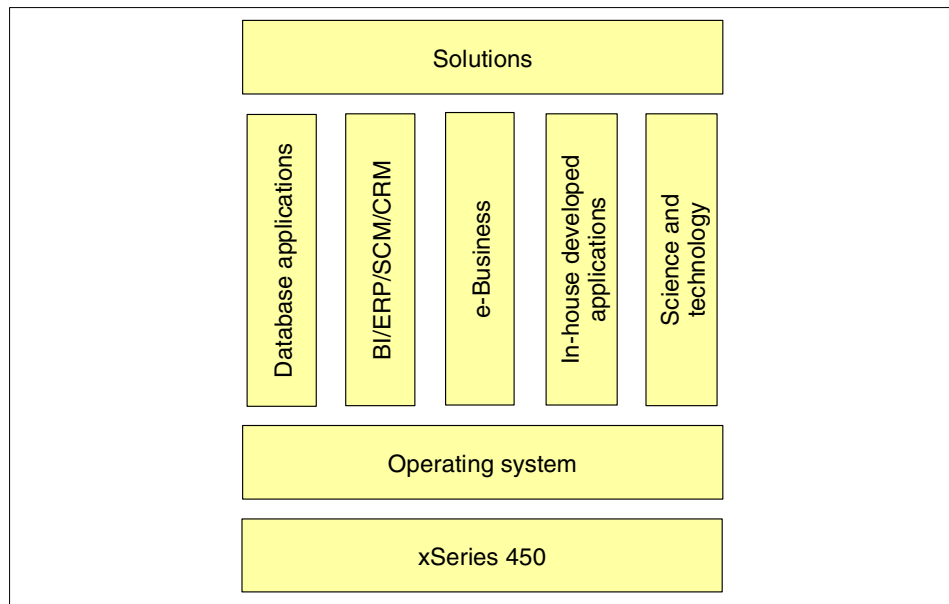 Solutions
Database applications
BI/ERP/SCM/CRM
e-Business
In-house developed
applications
Science and
technology
Operating system
xSeries 450